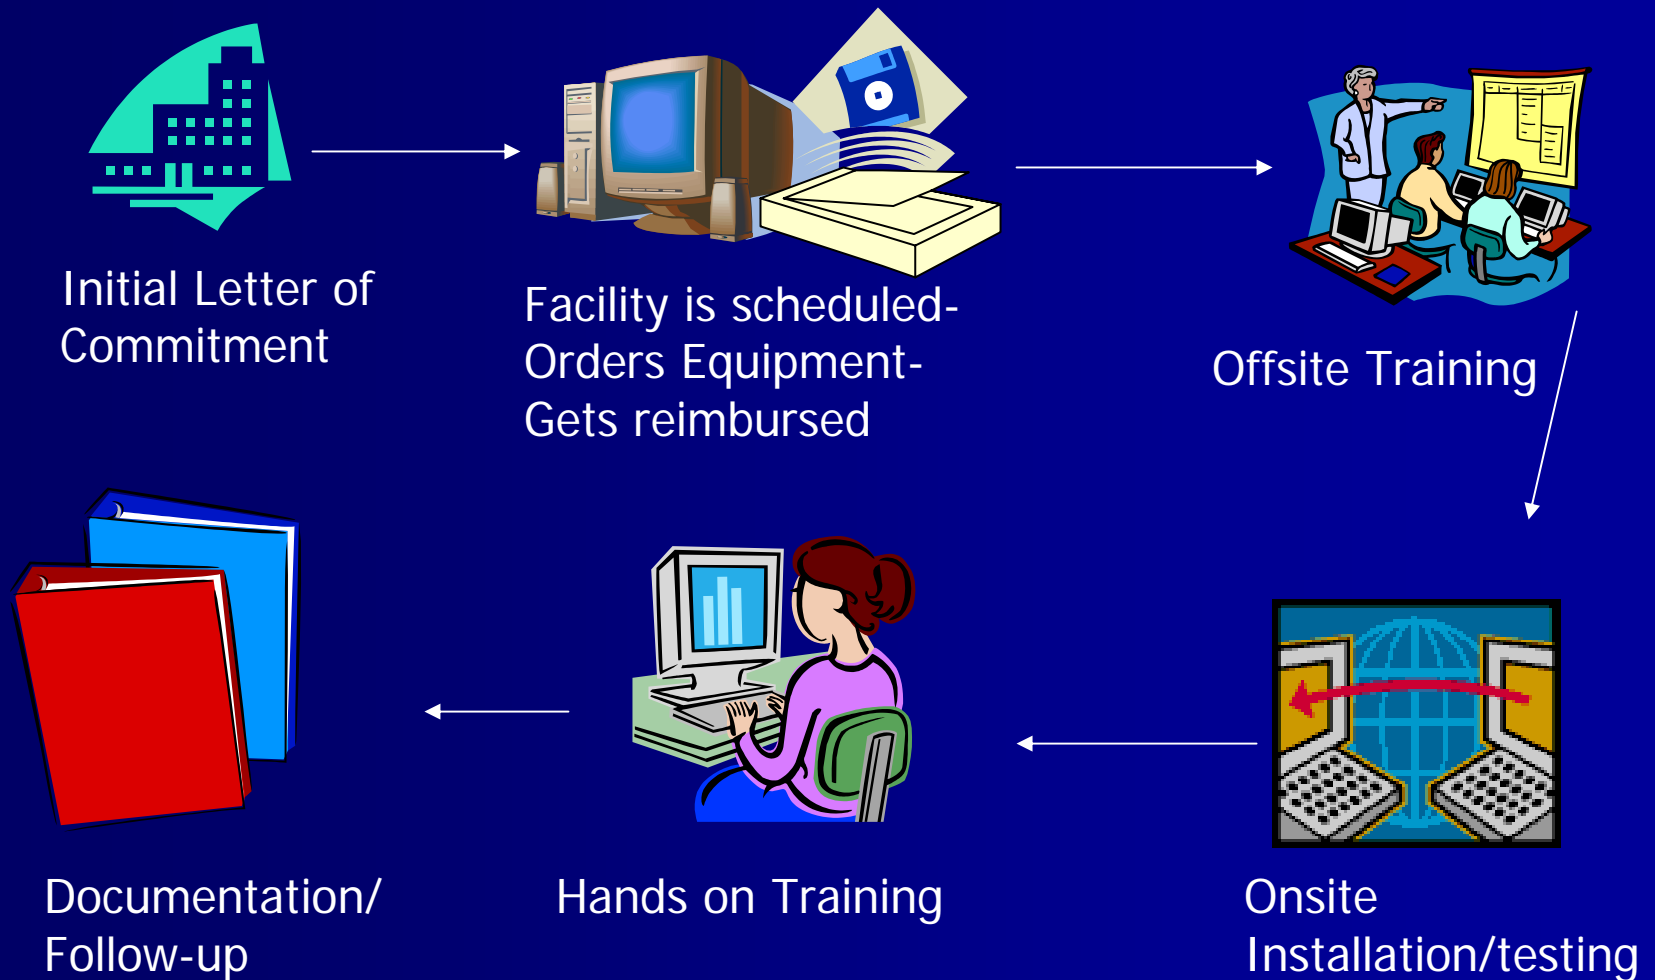 Initial Letter of
Commitment
Facility is scheduled-
Orders Equipment-
Gets reimbursed
Offsite Training
Documentation/
Follow-up
Hands on Training
Onsite
Installation/testing